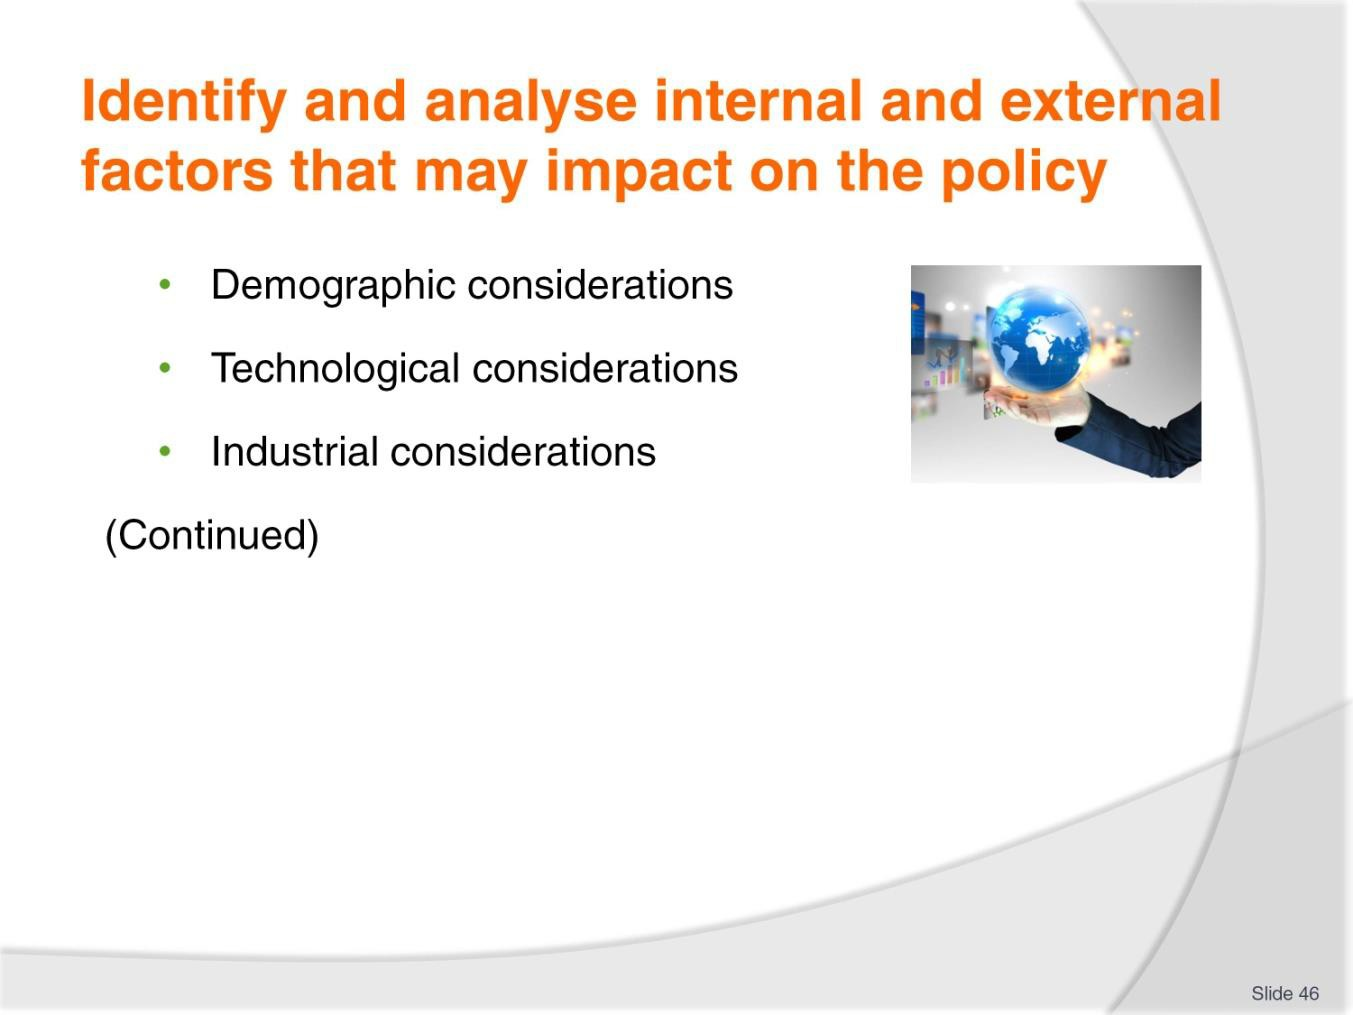 Identify and analyse internal and external
factors that may impact on the policy
• Demographic considerations
• Technological considerations
• Industrial considerations
(Continued)
Slide 46